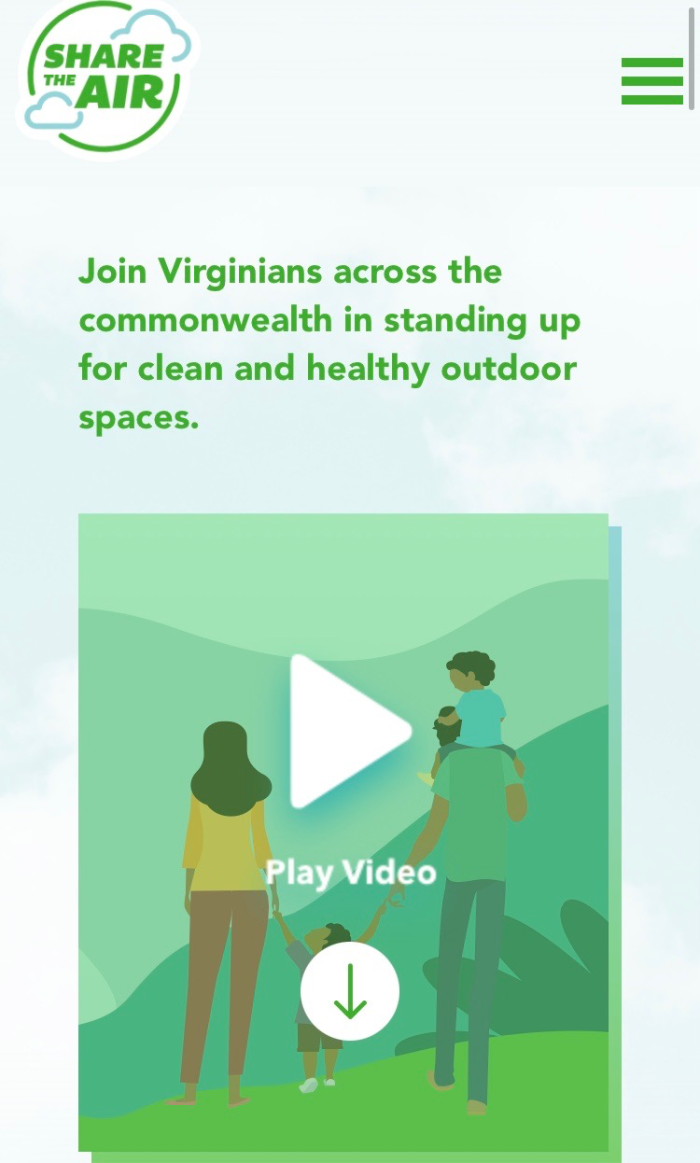 SHARE
THE AIR
Join Virginians across the
commonwealth in standing up
for clean and healthy outdoor
spaces.
Play Video